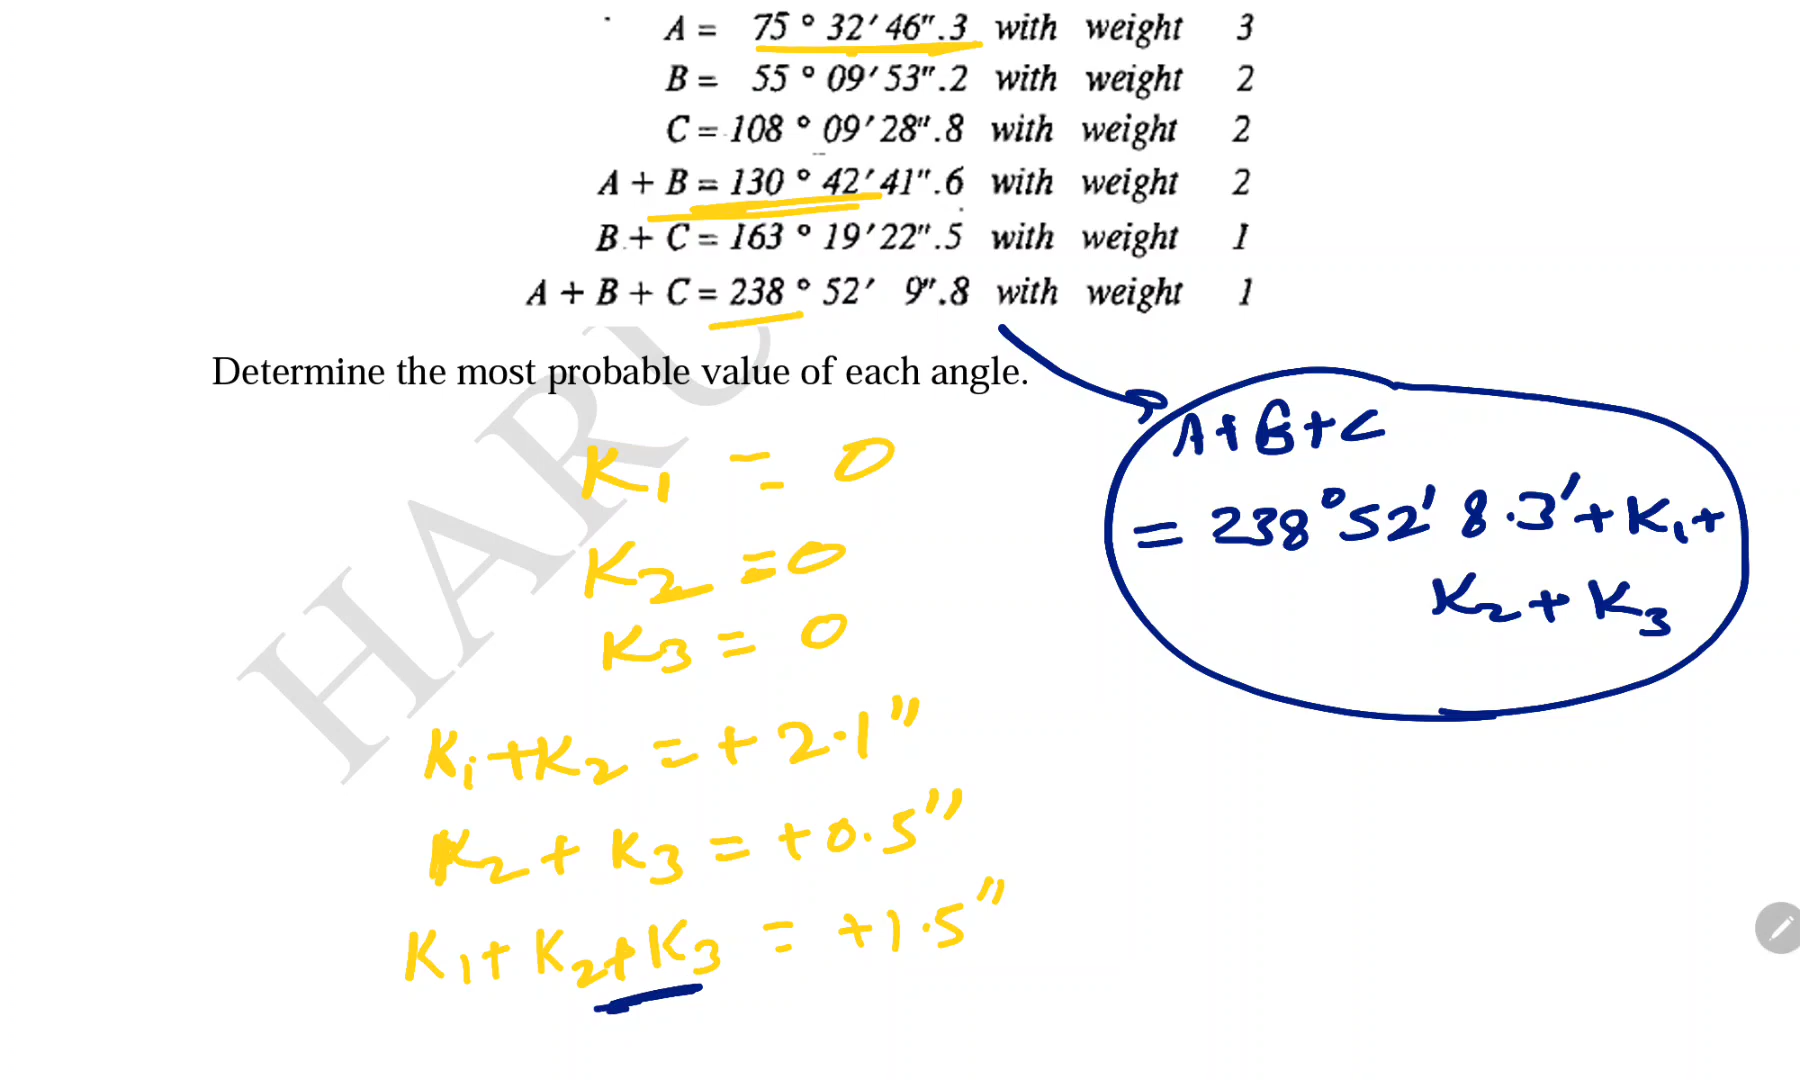 A = 75 ° 32′ 46″.3 with weight 3
B = 55 ° 09′ 53″.2 with weight 2
C = 108 ° 09′ 28″.8 with weight 2
A + B = 130 ° 42′ 41″.6 with weight 2
B + C = 163 ° 19′ 22″.5 with weight 1
A + B + C = 238 ° 52′ 9″.8 with weight 1
Determine the most probable value of each angle.
K₁ = 0
K₂ = 0
K₃ = 0
K₁ + K₂ = + 2.1″
K₂ + K₃ = + 0.5″
K₁ + K₂ + K₃ = + 1.5″
A + B + C
= 238° 52′ 8.3′ + K₁ +
K₂ + K₃